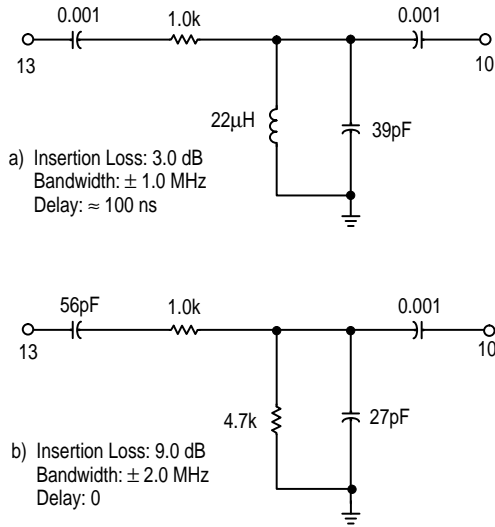 0.001
1.0k
0.001
13
10
22µH
39pF
a) Insertion Loss: 3.0 dB
Bandwidth: ± 1.0 MHz
Delay: ≈ 100 ns
56pF
1.0k
0.001
13
10
4.7k
27pF
b) Insertion Loss: 9.0 dB
Bandwidth: ± 2.0 MHz
Delay: 0